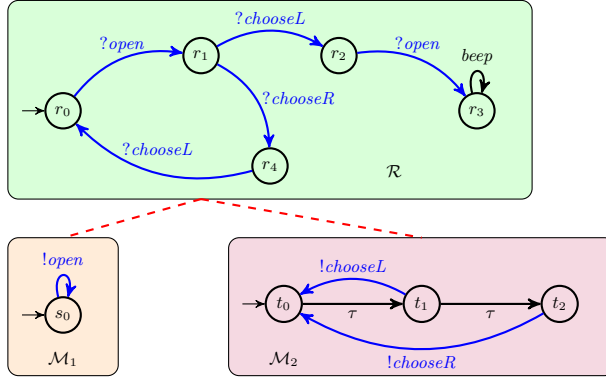 ?chooseL
?open
r₁
r₂
?open
beep
r₀
?chooseR
r₃
?chooseL
r₄
ℛ
!open
s₀
ℳ₁
!chooseL
t₀
τ
t₁
τ
t₂
ℳ₂
!chooseR